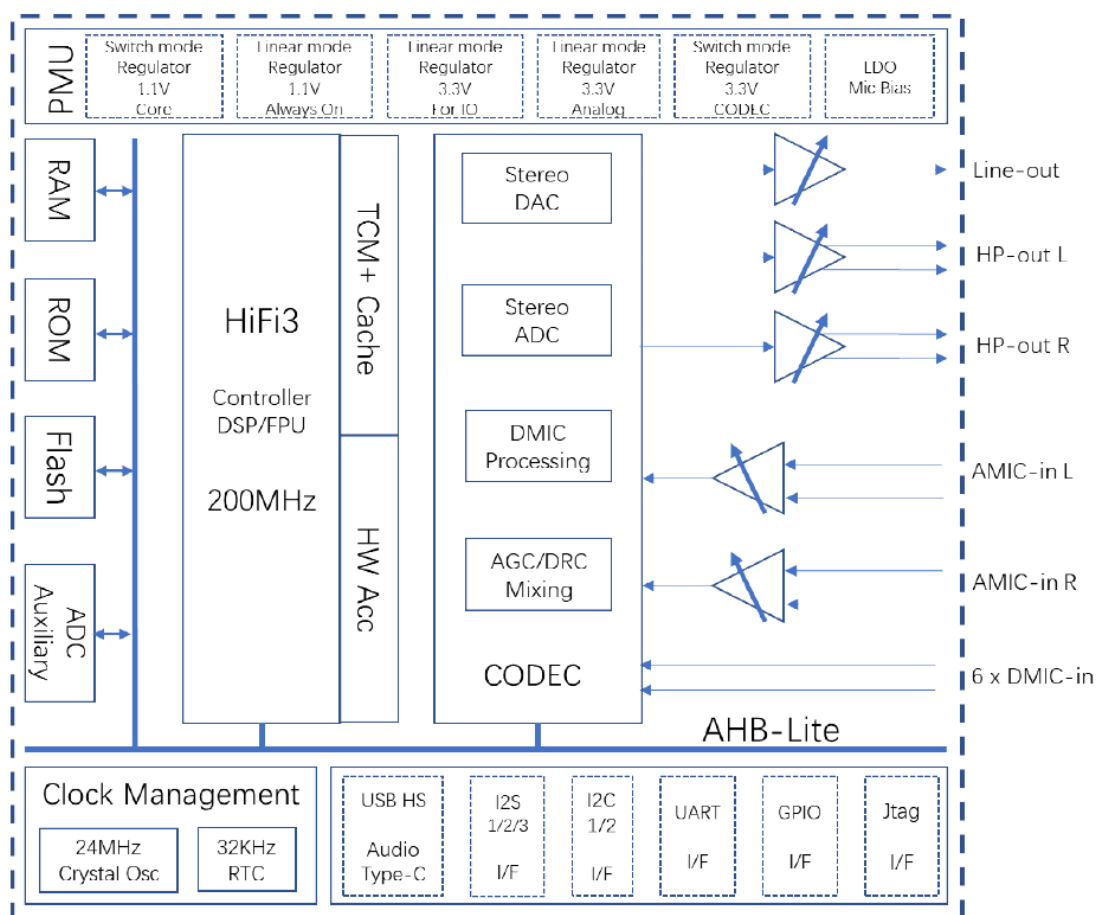 PMU
Switch mode
Regulator
1.1V
Core
Linear mode
Regulator
1.1V
Always On
Linear mode
Regulator
3.3V
For IO
Linear mode
Regulator
3.3V
Analog
Switch mode
Regulator
3.3V
CODEC
LDO
Mic Bias
RAM
ROM
Flash
ADC
Auxiliary
HiFi3
Controller
DSP/FPU
200MHz
TCM+ Cache
HW Acc
Stereo
DAC
Stereo
ADC
DMIC
Processing
AGC/DRC
Mixing
CODEC
Line-out
HP-out L
HP-out R
AMIC-in L
AMIC-in R
6 x DMIC-in
AHB-Lite
Clock Management
24MHz
Crystal Osc
32KHz
RTC
USB HS
Audio
Type-C
I2S
1/2/3
I/F
I2C
1/2
I/F
UART
I/F
GPIO
I/F
Jtag
I/F